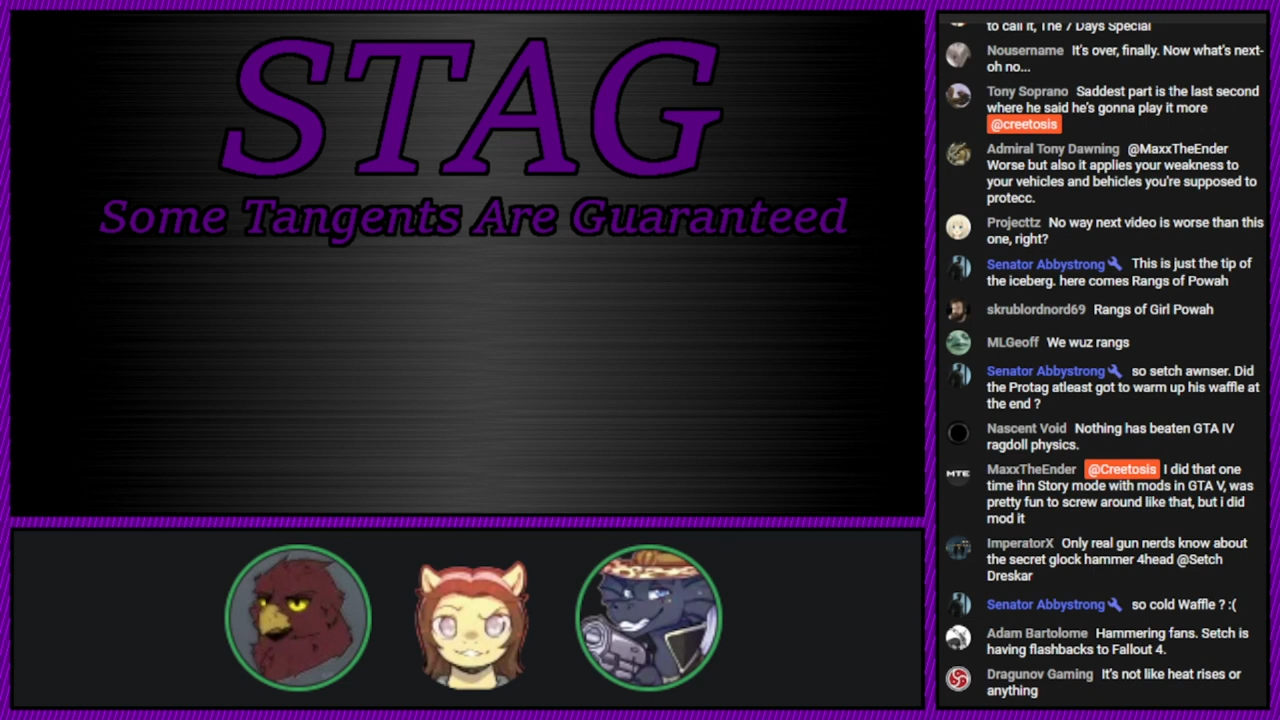 STAG
Some Tangents Are Guaranteed
to call it, The 7 Days Special
Nousername It's over, finally. Now what's next-
oh no...
Tony Soprano Saddest part is the last second
where he said he's gonna play it more
@creetosis
Admiral Tony Dawning @MaxxTheEnder
Worse but also it applies your weakness to
your vehicles and behicles you're supposed to
protecc.
Projecttz No way next video is worse than this
one, right?
Senator Abbystrong This is just the tip of
the iceberg. here comes Rangs of Powah
skrublordnord69 Rangs of Girl Powah
MLGeoff We wuz rangs
Senator Abbystrong so setch awnser. Did
the Protag atleast got to warm up his waffle at
the end ?
Nascent Void Nothing has beaten GTA IV
ragdoll physics.
MTE
MaxxTheEnder @Creetosis I did that one
time ihn Story mode with mods in GTA V, was
pretty fun to screw around like that, but i did
mod it
ImperatorX Only real gun nerds know about
the secret glock hammer 4head @Setch
Dreskar
Senator Abbystrong so cold Waffle ? :(
Adam Bartolome Hammering fans. Setch is
having flashbacks to Fallout 4.
Dragunov Gaming It's not like heat rises or
anything